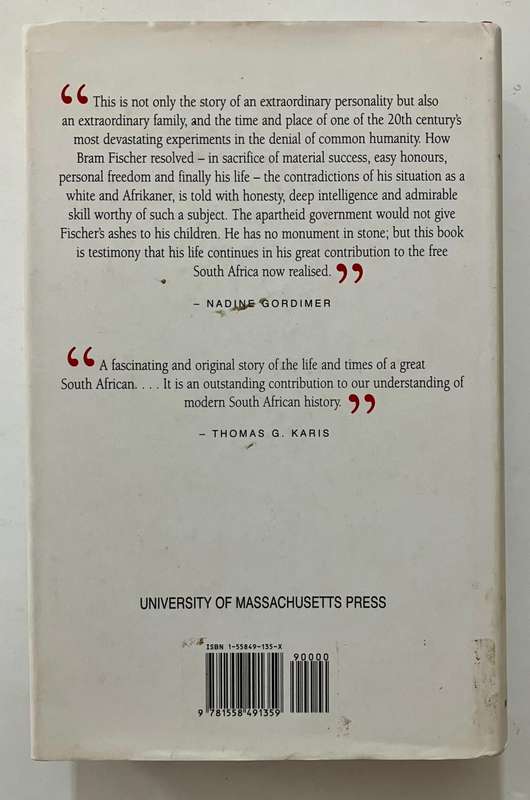 “ This is not only the story of an extraordinary personality but also
an extraordinary family, and the time and place of one of the 20th century's
most devastating experiments in the denial of common humanity. How
Bram Fischer resolved – in sacrifice of material success, easy honours,
personal freedom and finally his life – the contradictions of his situation as a
white and Afrikaner, is told with honesty, deep intelligence and admirable
skill worthy of such a subject. The apartheid government would not give
Fischer's ashes to his children. He has no monument in stone; but this book
is testimony that his life continues in his great contribution to the free
South Africa now realised. ”
– NADINE GORDIMER
“ A fascinating and original story of the life and times of a great
South African. . . . It is an outstanding contribution to our understanding of
modern South African history. ”
– THOMAS G. KARIS
UNIVERSITY OF MASSACHUSETTS PRESS
ISBN 1-55849-135-X
90000
9 781558 491359